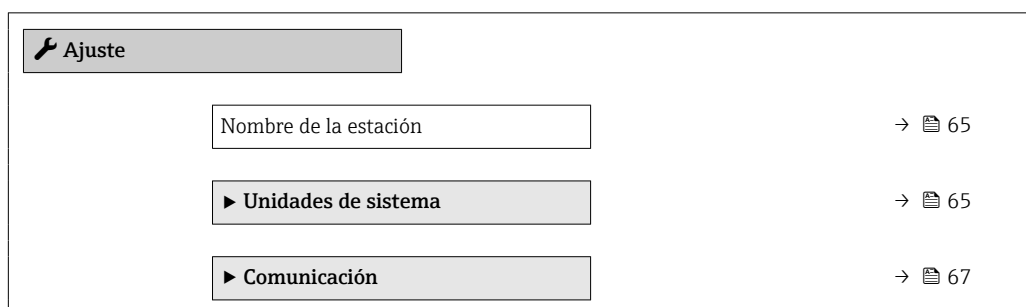 Ajuste
Nombre de la estación → 65
▶ Unidades de sistema → 65
▶ Comunicación → 67